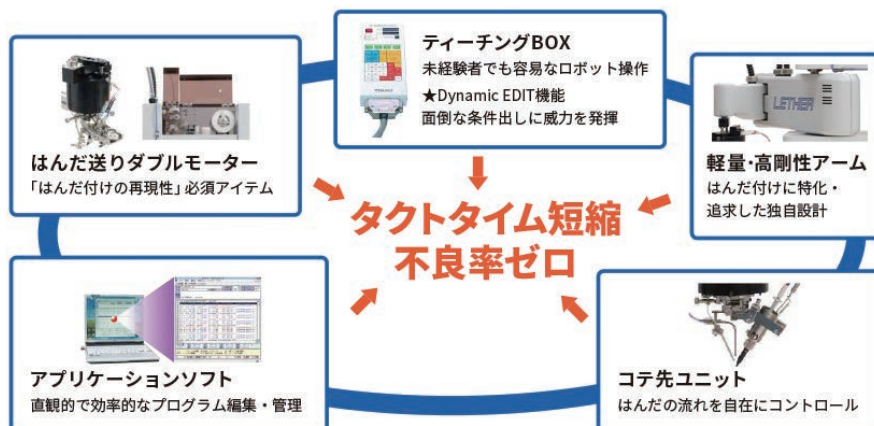 ティーチングBOX
未経験者でも容易なロボット操作
★Dynamic EDIT機能
面倒な条件出しに威力を発揮
はんだ送りダブルモーター
「はんだ付けの再現性」必須アイテム
LETHER
軽量・高剛性アーム
はんだ付けに特化・
追求した独自設計
タクトタイム短縮
不良率ゼロ
アプリケーションソフト
直観的で効率的なプログラム編集・管理
コテ先ユニット
はんだの流れを自在にコントロール